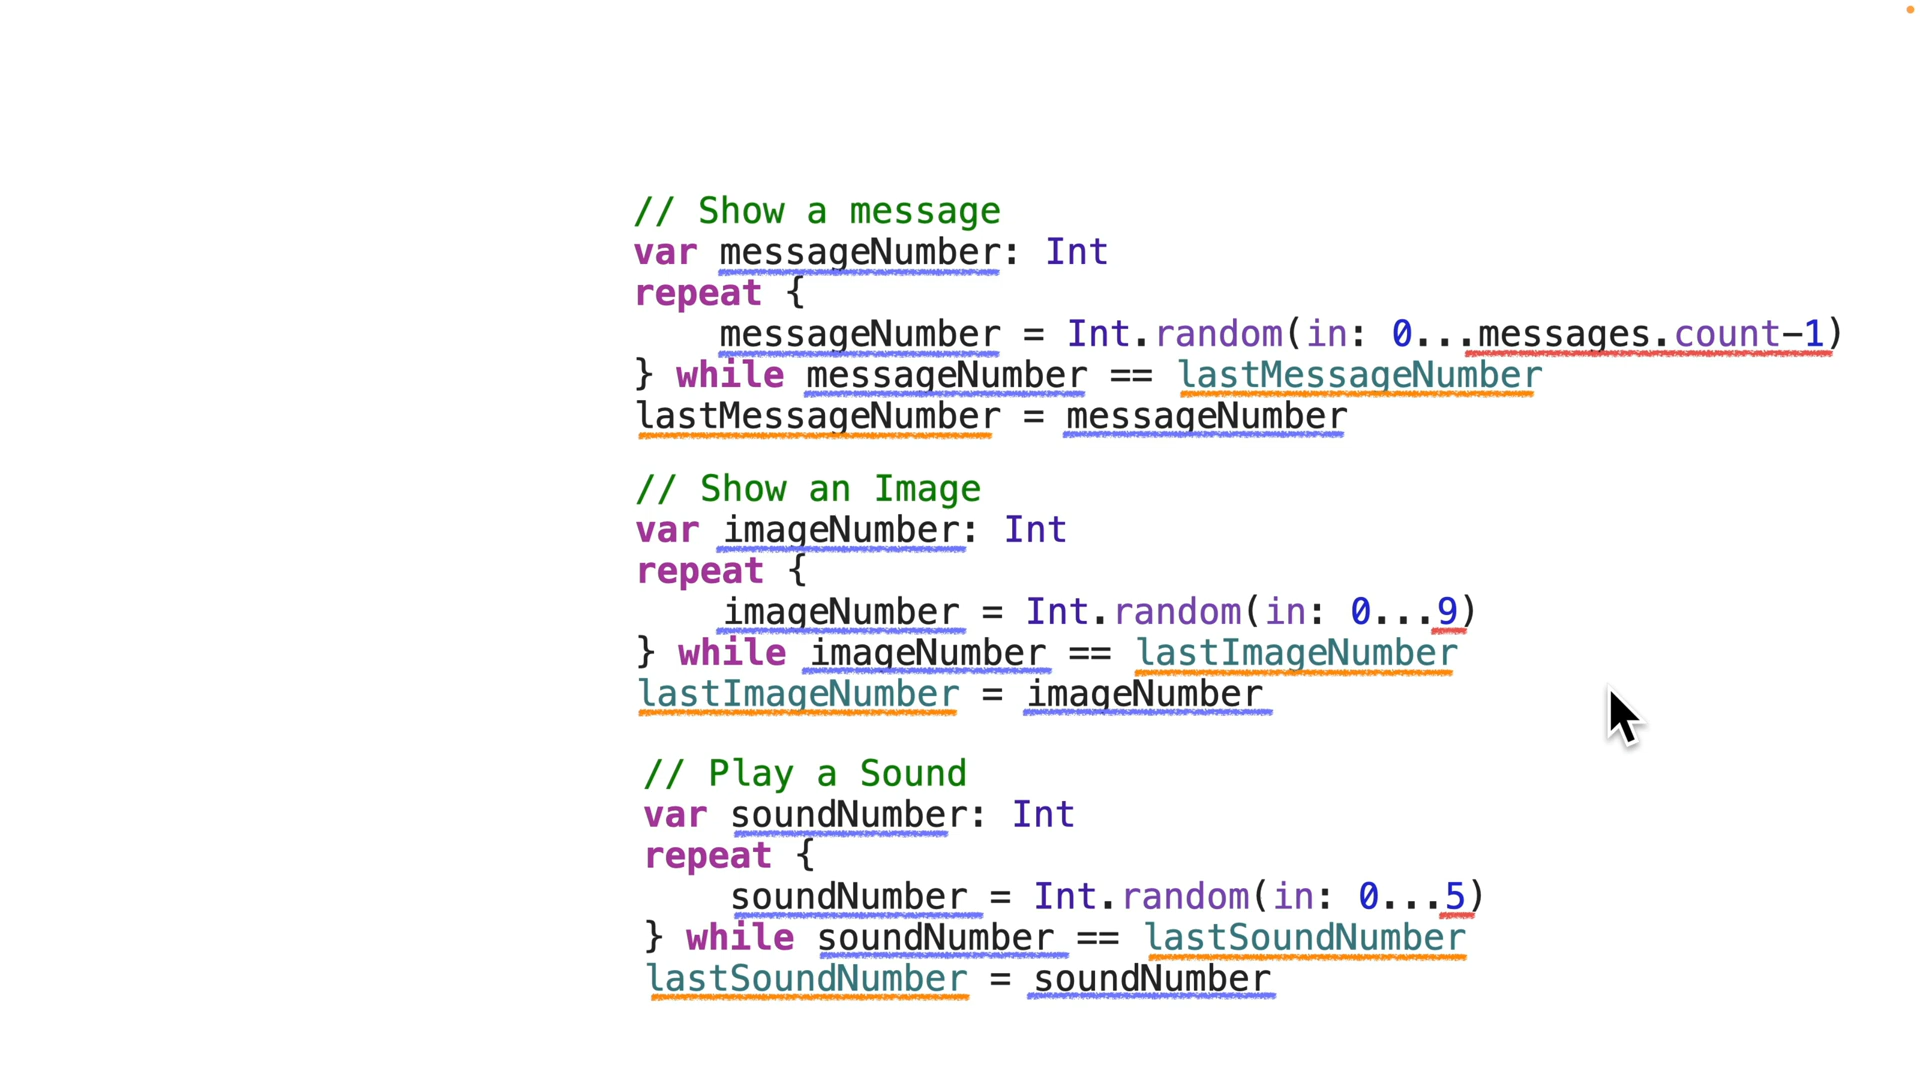 // Show a message
var messageNumber: Int
repeat {
    messageNumber = Int.random(in: 0...messages.count-1)
} while messageNumber == lastMessageNumber
lastMessageNumber = messageNumber
// Show an Image
var imageNumber: Int
repeat {
    imageNumber = Int.random(in: 0...9)
} while imageNumber == lastImageNumber
lastImageNumber = imageNumber
// Play a Sound
var soundNumber: Int
repeat {
    soundNumber = Int.random(in: 0...5)
} while soundNumber == lastSoundNumber
lastSoundNumber = soundNumber